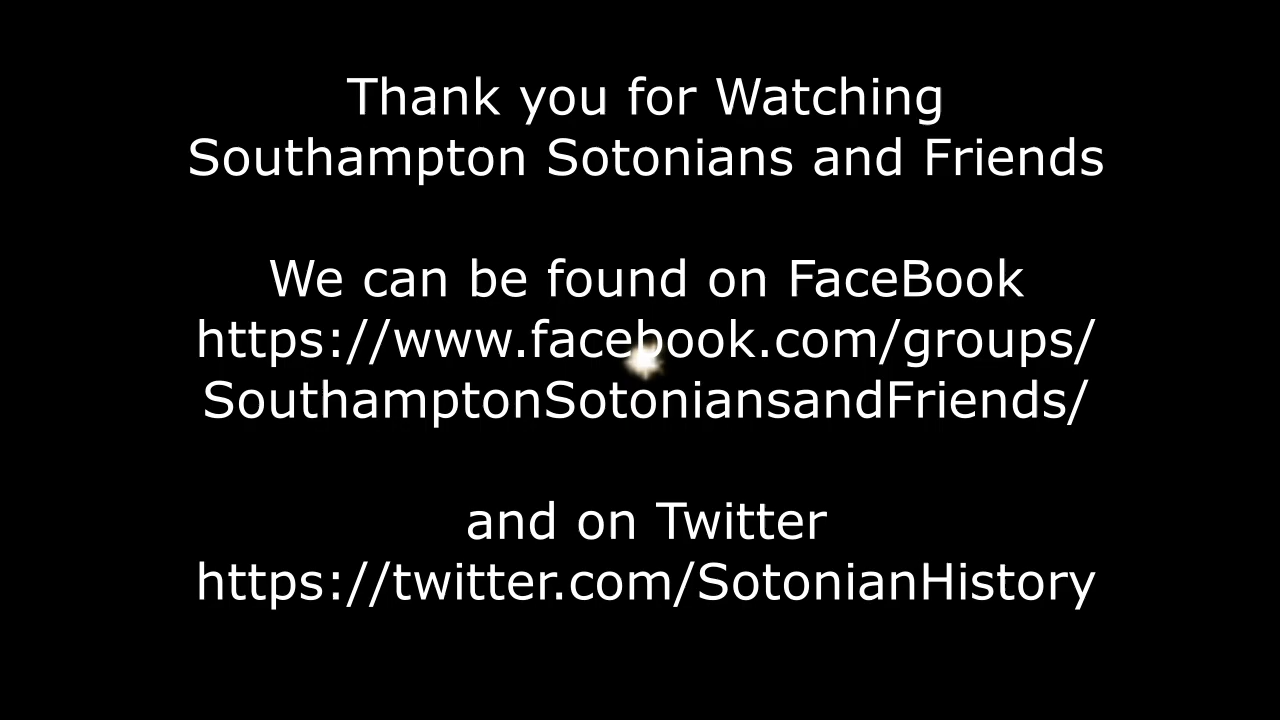 Thank you for Watching
Southampton Sotonians and Friends
We can be found on FaceBook
https://www.facebook.com/groups/
SouthamptonSotoniansandFriends/
and on Twitter
https://twitter.com/SotonianHistory